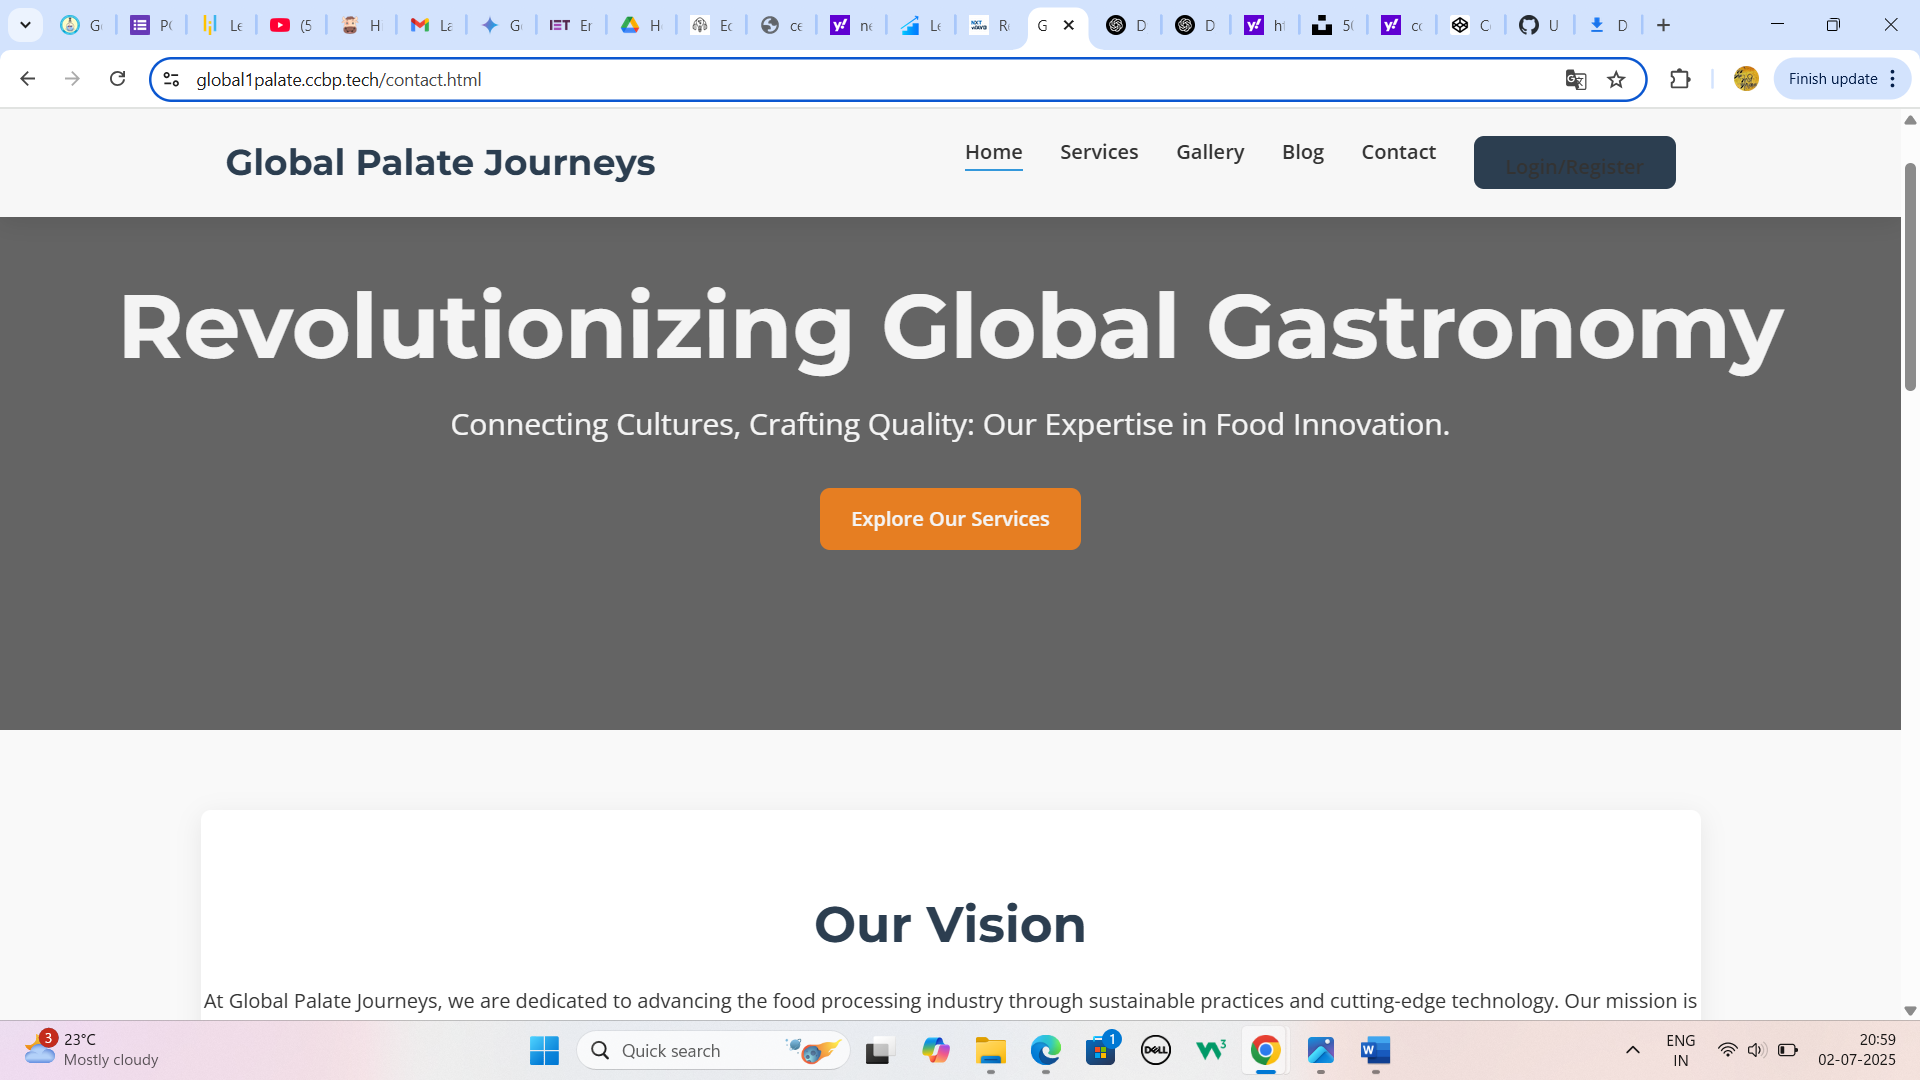 G
P(
Le
(5
H
La
G
Er
H
Ec
ce
ne
Le
R
G
D
D
h
50
co
C
U
D
global1palate.ccbp.tech/contact.html
Finish update
Global Palate Journeys
Home
Services
Gallery
Blog
Contact
Login/Register
Revolutionizing Global Gastronomy
Connecting Cultures, Crafting Quality: Our Expertise in Food Innovation.
Explore Our Services
Our Vision
At Global Palate Journeys, we are dedicated to advancing the food processing industry through sustainable practices and cutting-edge technology. Our mission is
3
23°C
Mostly cloudy
Quick search
1
DELL
ENG
IN
20:59
02-07-2025